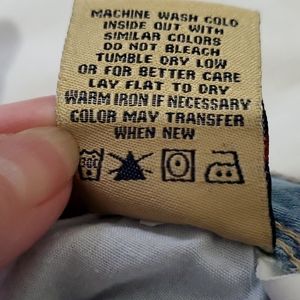 MACHINE WASH COLD
INSIDE OUT WITH
SIMILAR COLORS
DO NOT BLEACH
TUMBLE DRY LOW
OR FOR BETTER CARE
LAY FLAT TO DRY
WARM IRON IF NECESSARY
COLOR MAY TRANSFER
WHEN NEW